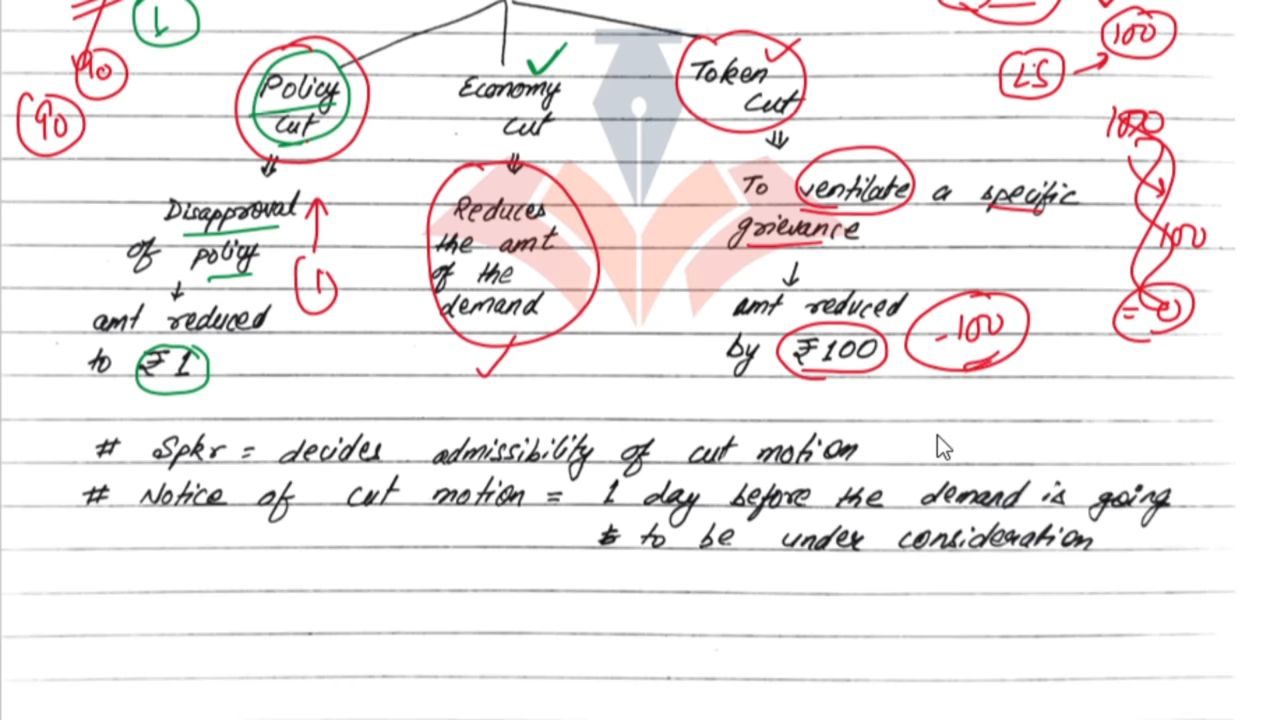 1
100
90
LS
Policy Cut
Economy Cut
Token Cut
90
100
To ventilate a specific
grievance
Disapproval
of policy
(1)
Reduces
the amt
of the
demand
100
amt reduced
to ₹1
amt reduced
by ₹100
-100
= 0
# Spkr = decides admissibility of cut motion
# Notice of cut motion = 1 day before the demand is going
to be under consideration